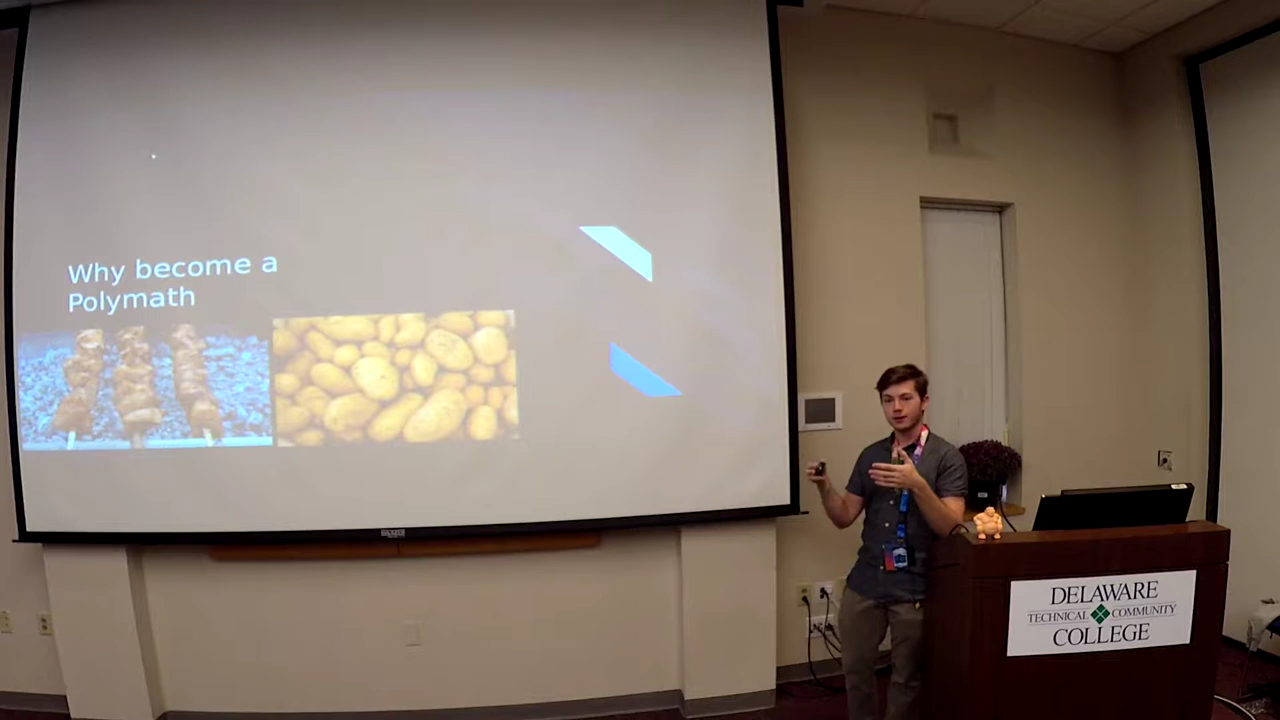 Why become a
Polymath
DELAWARE
TECHNICAL COMMUNITY
COLLEGE